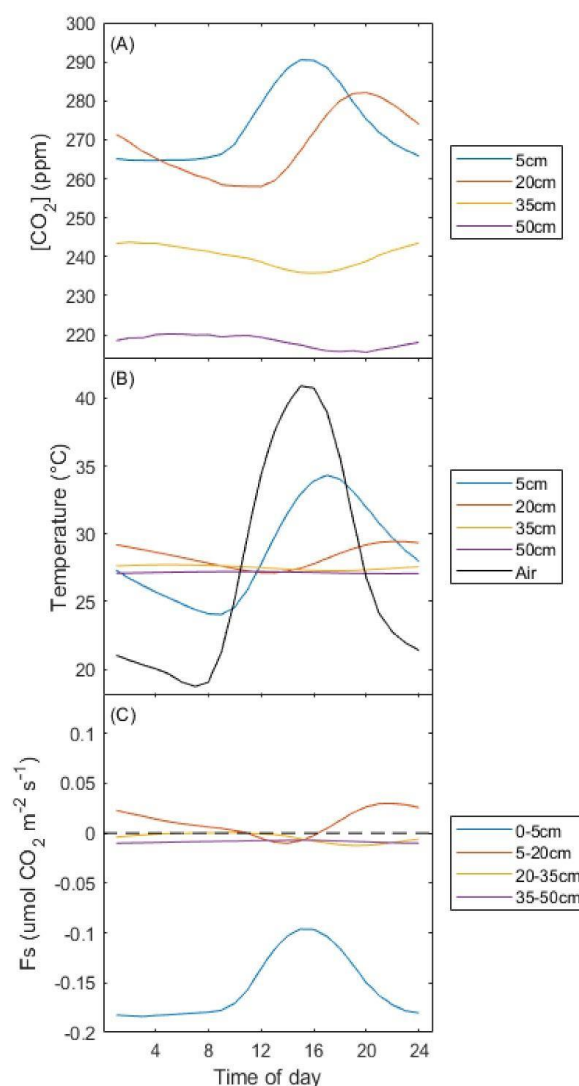 (A)
300
290
280
270
260
250
240
230
220
[CO₂] (ppm)
5cm
20cm
35cm
50cm
(B)
40
35
30
25
20
Temperature (°C)
5cm
20cm
35cm
50cm
Air
(C)
0.1
0.05
0
-0.05
-0.1
-0.15
-0.2
Fs (umol CO₂ m⁻² s⁻¹)
0-5cm
5-20cm
20-35cm
35-50cm
4 8 12 16 20 24
Time of day